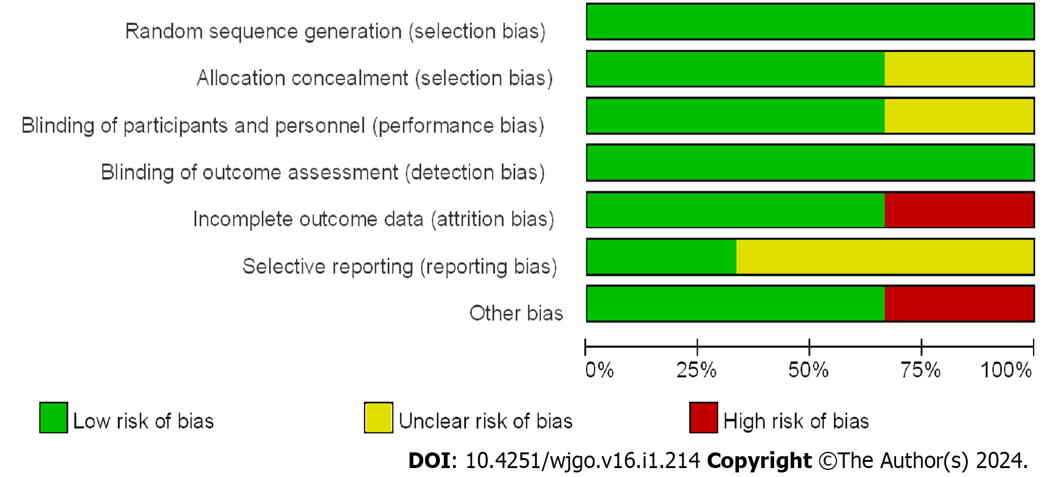 Random sequence generation (selection bias)
Allocation concealment (selection bias)
Blinding of participants and personnel (performance bias)
Blinding of outcome assessment (detection bias)
Incomplete outcome data (attrition bias)
Selective reporting (reporting bias)
Other bias
0% 25% 50% 75% 100%
Low risk of bias Unclear risk of bias High risk of bias
DOI: 10.4251/wjgo.v16.i1.214 Copyright ©The Author(s) 2024.